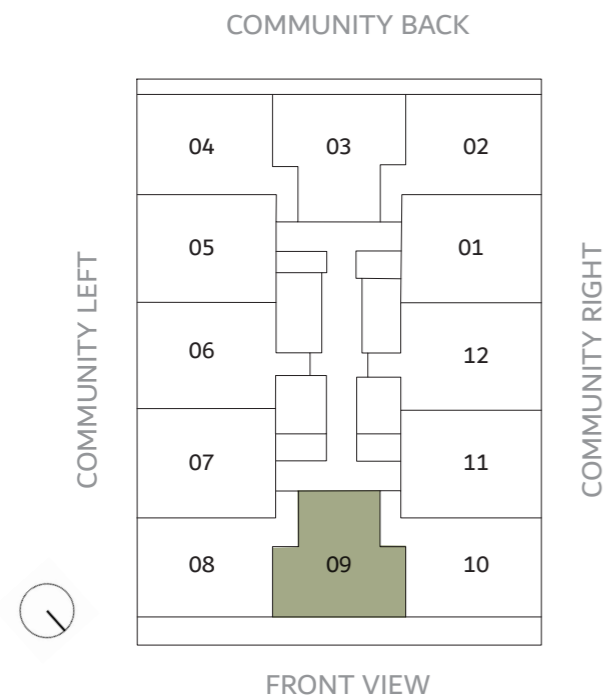 COMMUNITY BACK
04 03 02
05 01
COMMUNITY LEFT
COMMUNITY RIGHT
06 12
07 11
08 09 10
FRONT VIEW